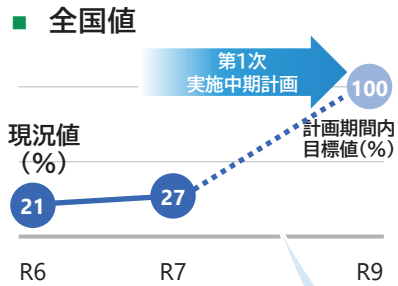 ■ 全国値
第1次
実施中期計画
100
現況値
(%)
計画期間内
目標値(%)
21
27
R6
R7
R9